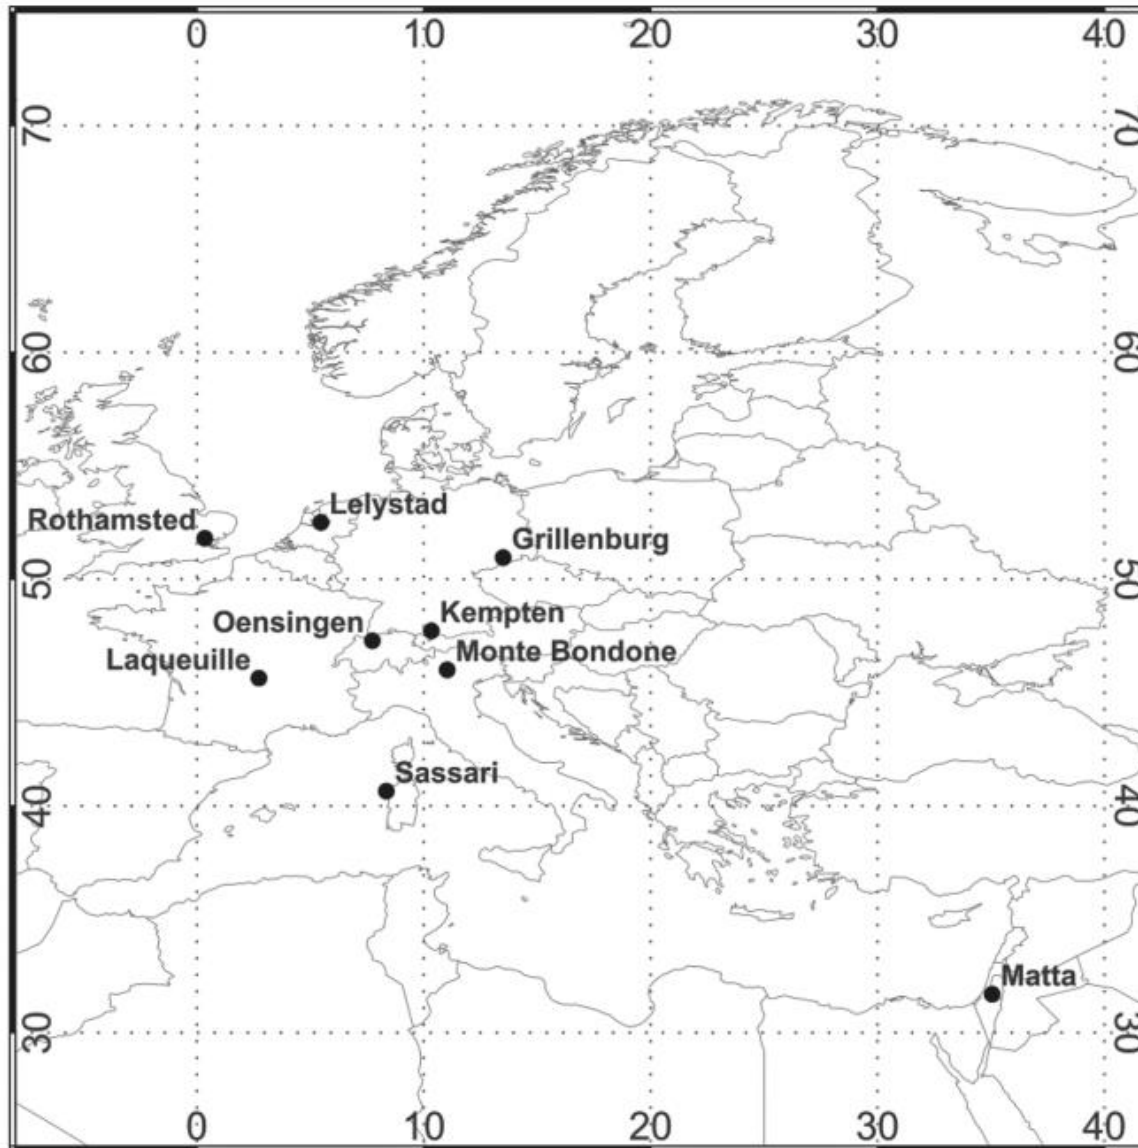 0 10 20 30 40
70 70
60 60
Lelystad
Rothamsted
Grillenburg
50 50
Kempten
Oensingen
Monte Bondone
Laqueuille
Sassari
40 40
Matta
30 30
0 10 20 30 40